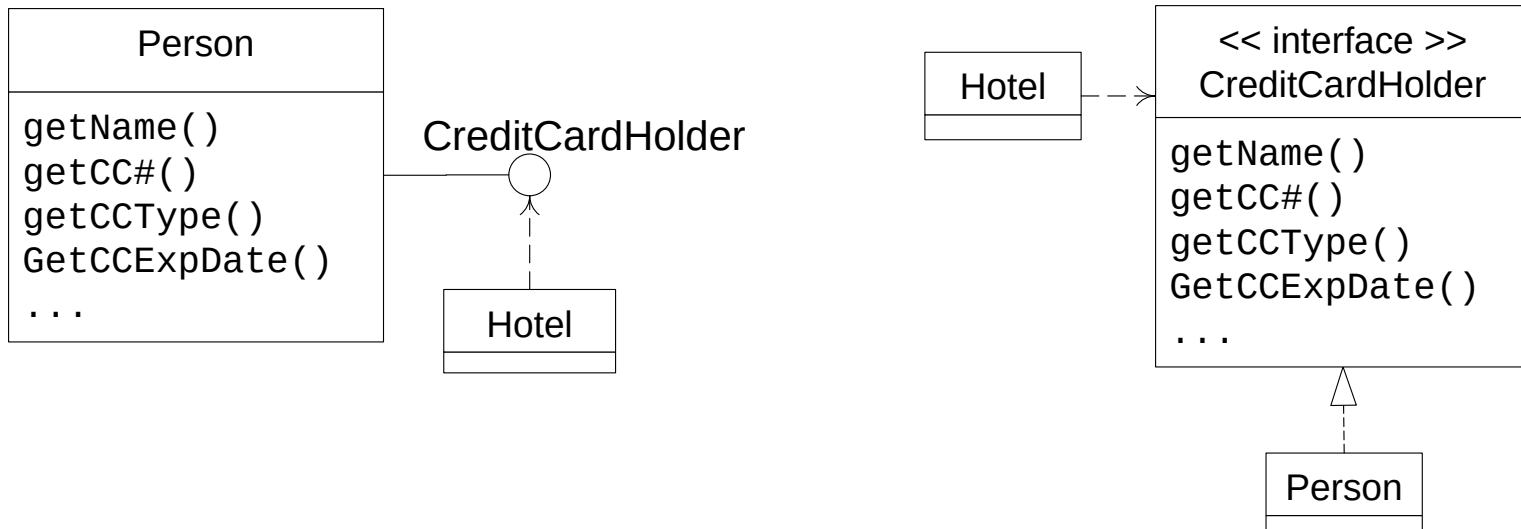 Person
getName()
getCC#()
getCCType()
GetCCExpDate()
...
CreditCardHolder
Hotel
Hotel
<< interface >>
CreditCardHolder
getName()
getCC#()
getCCType()
GetCCExpDate()
...
Person